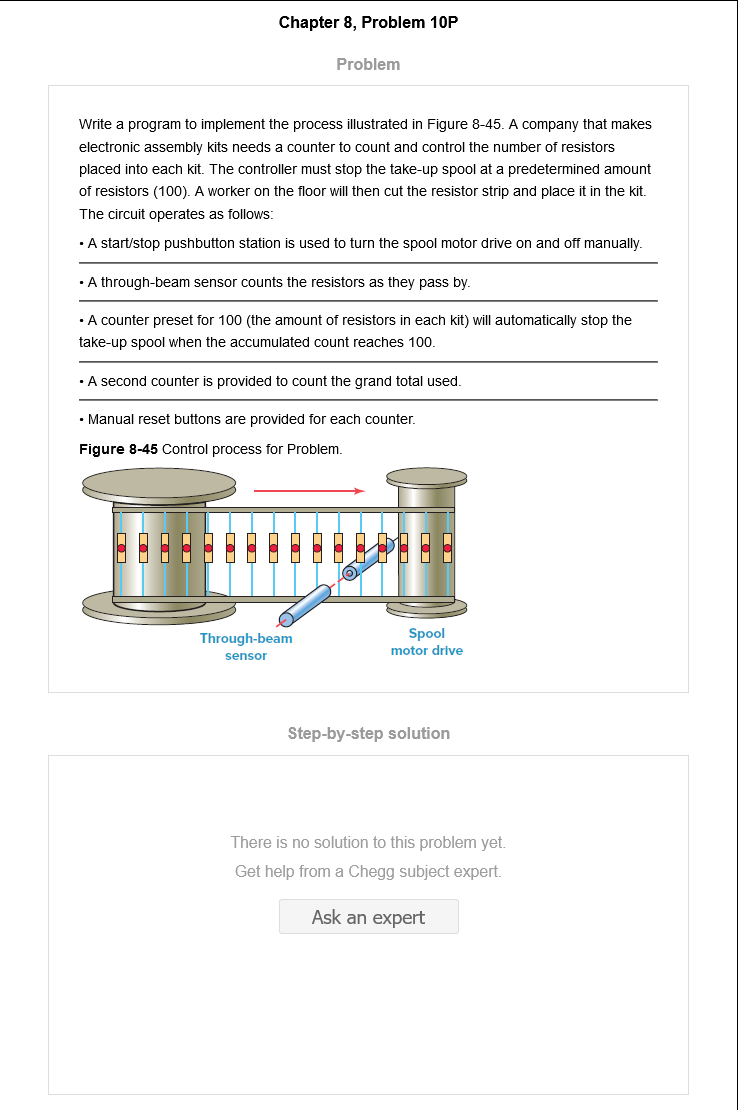 Chapter 8, Problem 10P
Problem
Write a program to implement the process illustrated in Figure 8-45. A company that makes
electronic assembly kits needs a counter to count and control the number of resistors
placed into each kit. The controller must stop the take-up spool at a predetermined amount
of resistors (100). A worker on the floor will then cut the resistor strip and place it in the kit.
The circuit operates as follows:
• A start/stop pushbutton station is used to turn the spool motor drive on and off manually.
• A through-beam sensor counts the resistors as they pass by.
• A counter preset for 100 (the amount of resistors in each kit) will automatically stop the
take-up spool when the accumulated count reaches 100.
• A second counter is provided to count the grand total used.
• Manual reset buttons are provided for each counter.
Figure 8-45 Control process for Problem.
Through-beam
sensor
Spool
motor drive
Step-by-step solution
There is no solution to this problem yet.
Get help from a Chegg subject expert.
Ask an expert